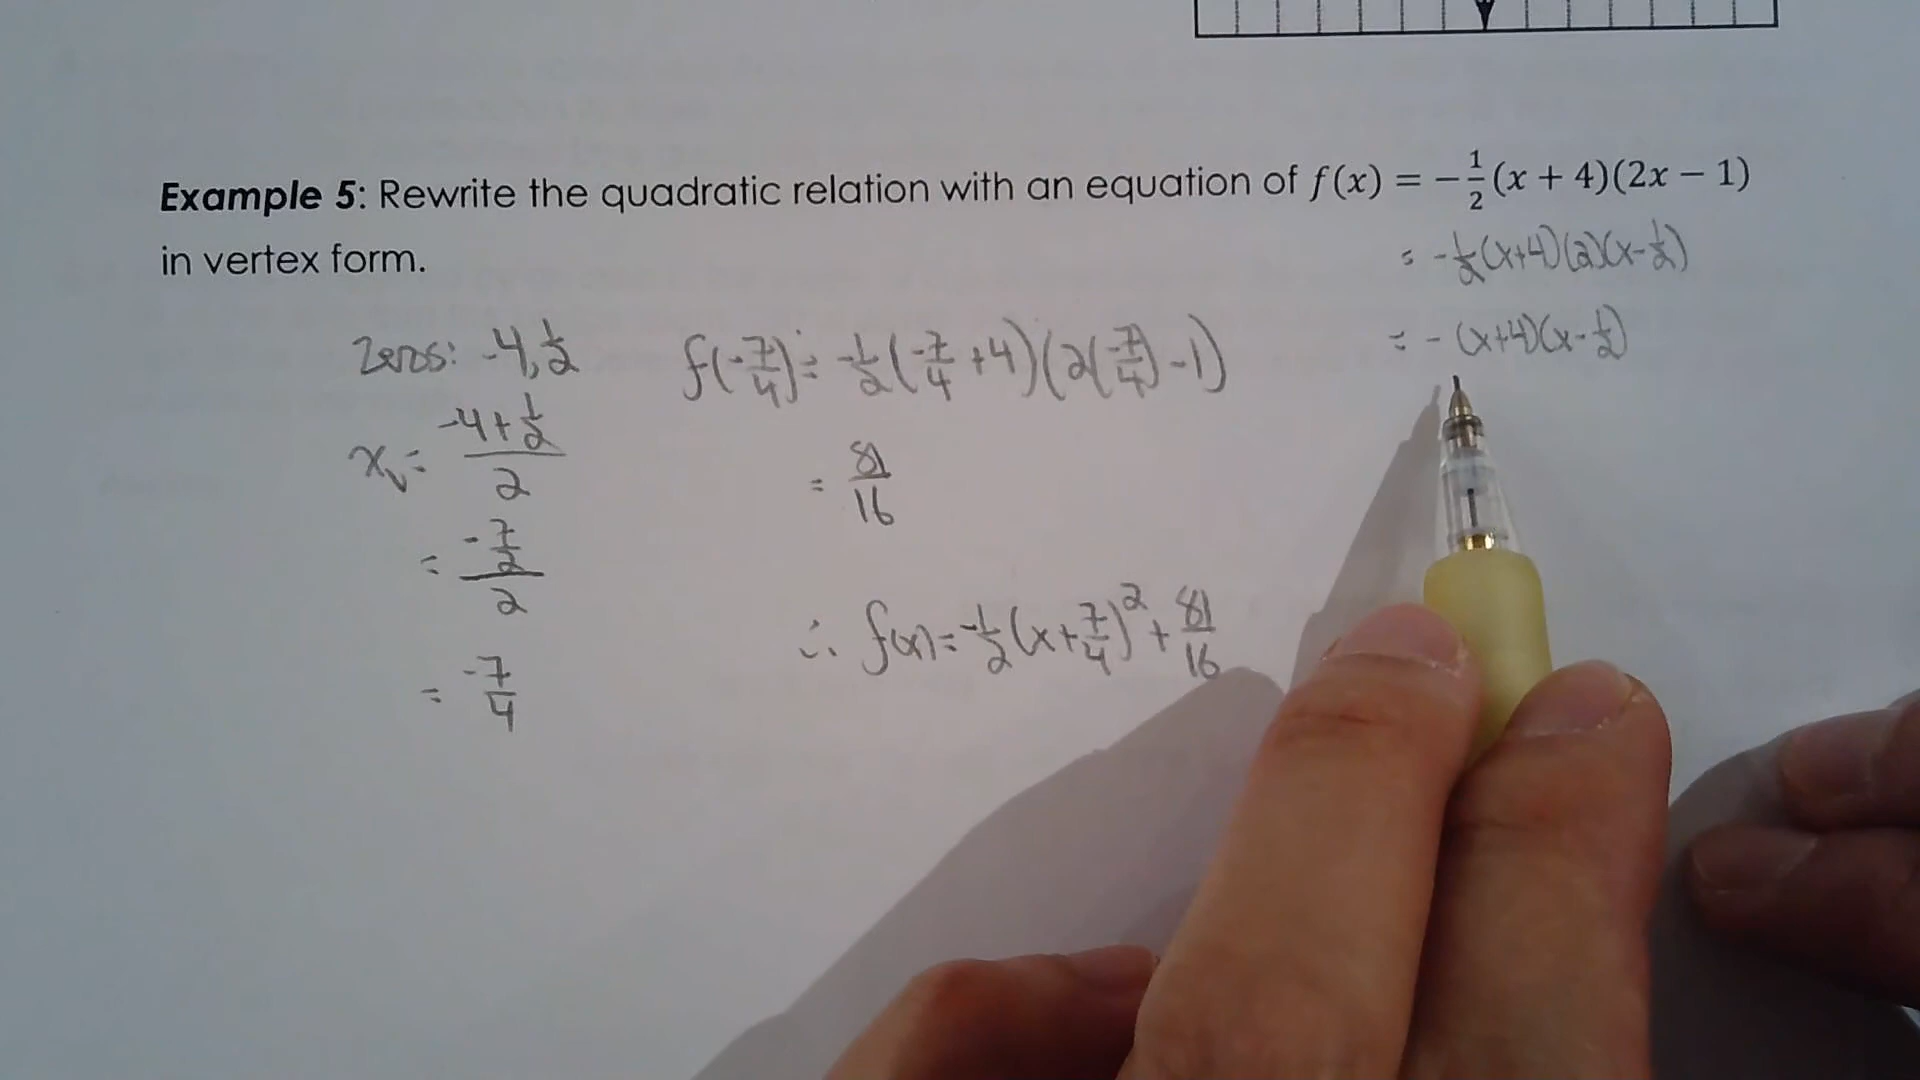 Example 5: Rewrite the quadratic relation with an equation of f(x) = −1/2(x + 4)(2x − 1)
in vertex form.
= -1/2(x+4)(2)(x-1/2)
= -(x+4)(x-1/2)
Zeros: -4, 1/2
xᵥ = (-4+1/2)/2
= (-7/2)/2
= -7/4
f(-7/4) = -1/2(-7/4+4)(2(-7/4)-1)
= 81/16
∴ f(x) = -1/2(x+7/4)² + 81/16